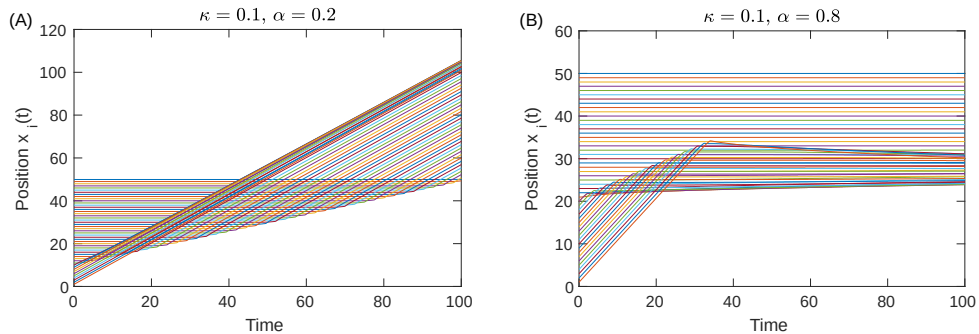 (A)
κ = 0.1, α = 0.2
120
100
80
60
40
20
0
Position x i(t)
0 20 40 60 80 100
Time
(B)
κ = 0.1, α = 0.8
60
50
40
30
20
10
0
Position x i(t)
0 20 40 60 80 100
Time